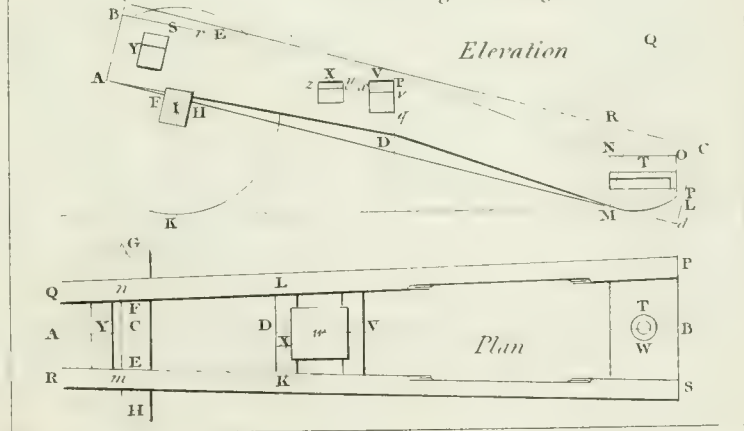 B S r E Elevation Q
Y X V
A z u x P v
F t H q R C
D N O
T
P
M L
K d
G
P
Q n L
F
A Y C D w V T B
X Plan W
E
R m K S
H